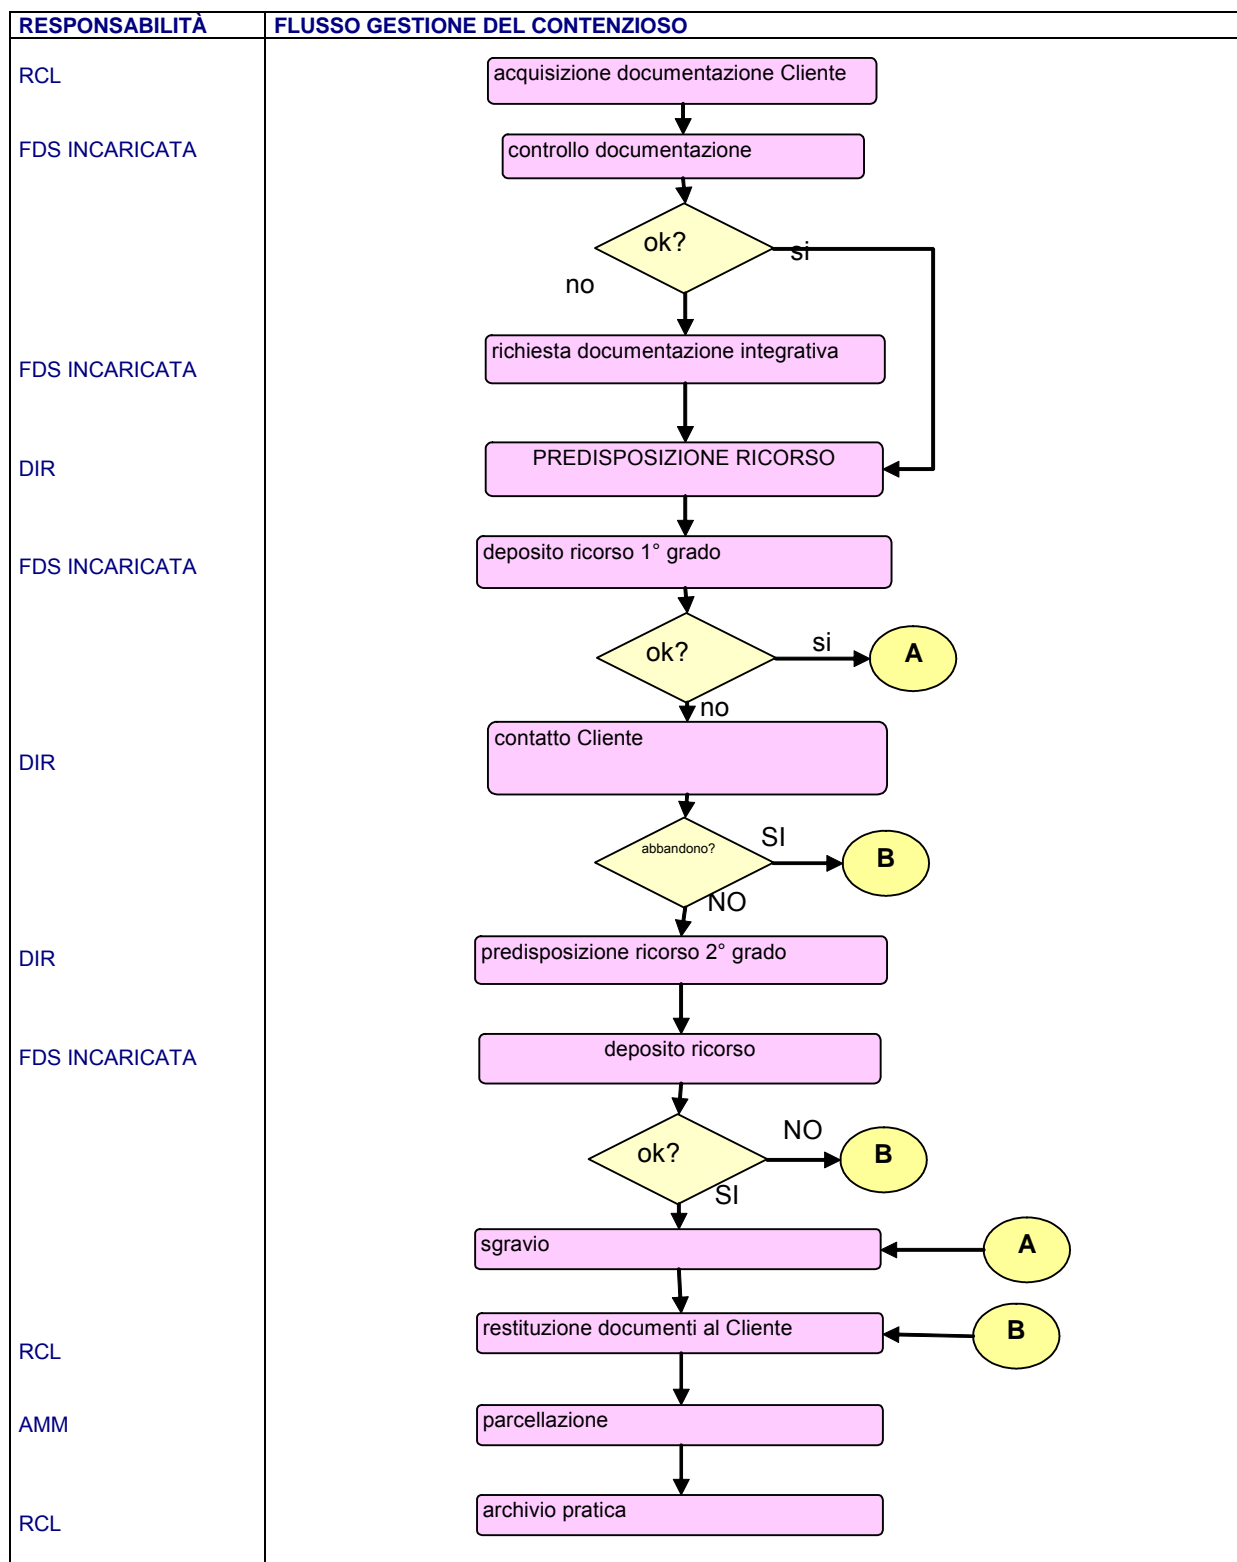 RESPONSABILITÀ FLUSSO GESTIONE DEL CONTENZIOSO
RCL acquisizione documentazione Cliente
FDS INCARICATA controllo documentazione
ok?
si
no
richiesta documentazione integrativa
FDS INCARICATA
DIR PREDISPOSIZIONE RICORSO
deposito ricorso 1° grado
FDS INCARICATA
ok? si A
no
contatto Cliente
DIR
abbandono? SI B
NO
DIR predisposizione ricorso 2° grado
FDS INCARICATA deposito ricorso
ok? NO B
SI
sgravio A
restituzione documenti al Cliente B
RCL
AMM parcellazione
archivio pratica
RCL